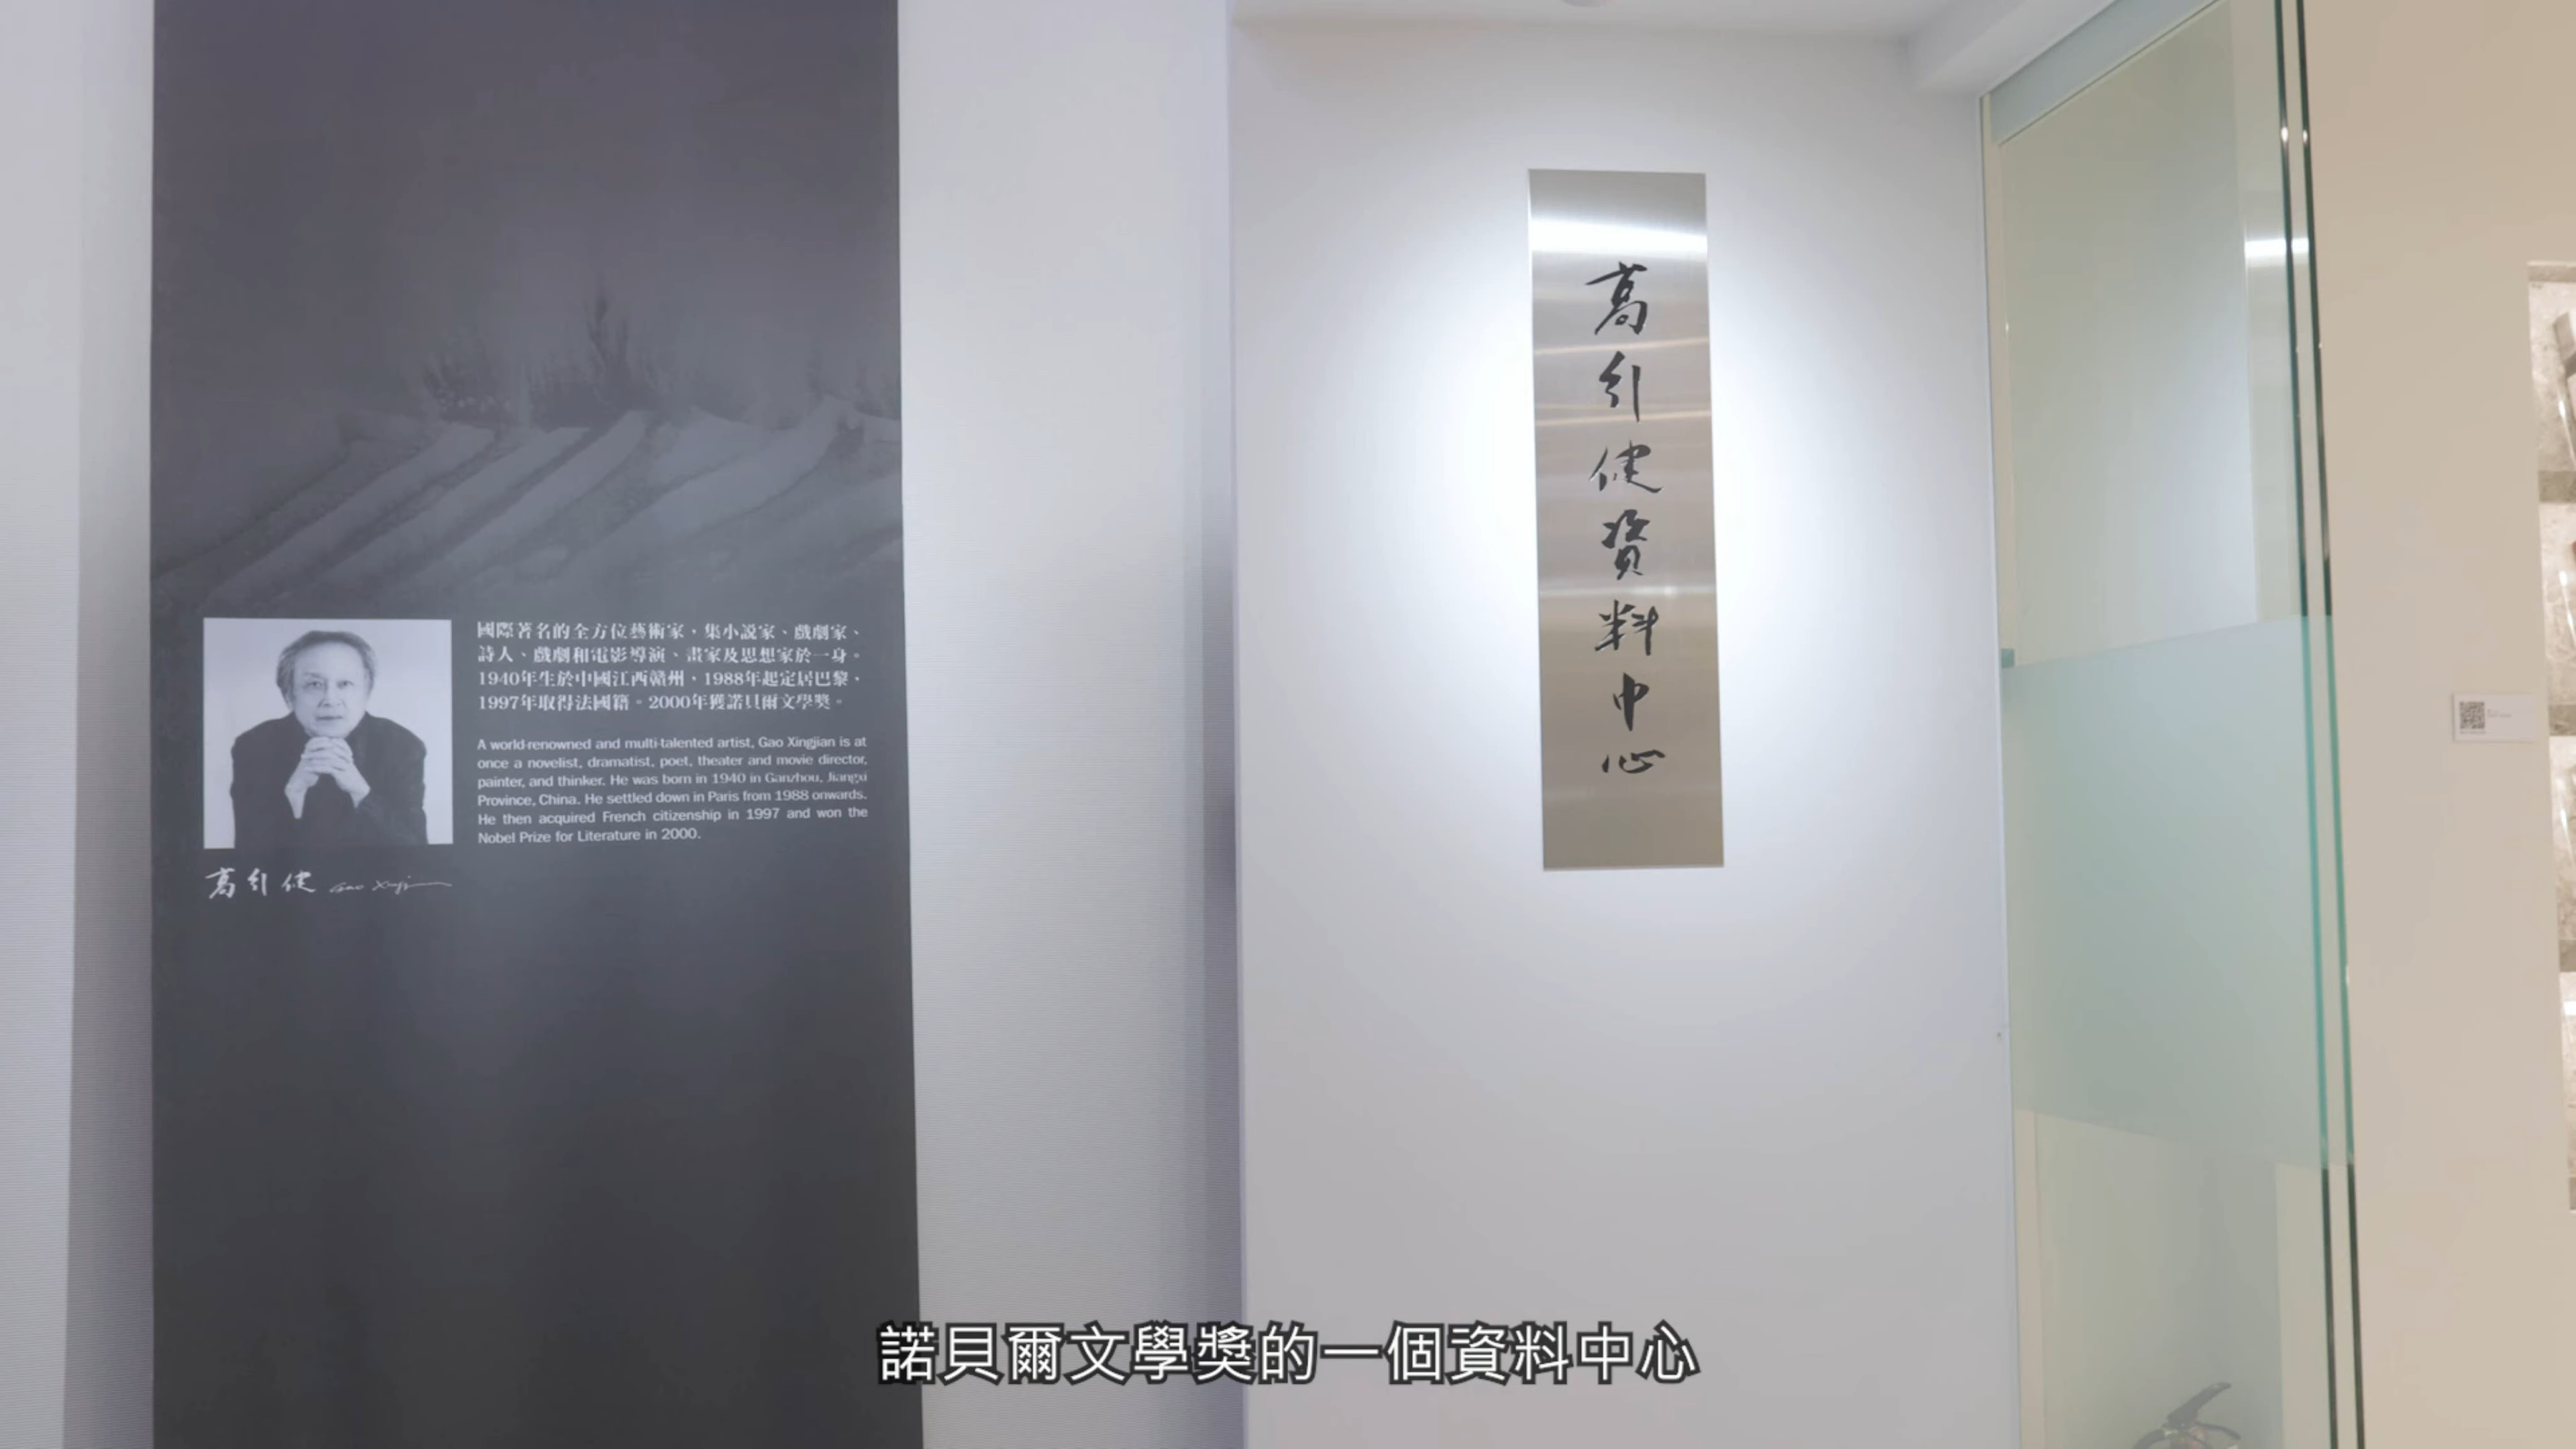 國際著名的全方位藝術家，集小說家、戲劇家、
詩人、戲劇和電影導演、畫家及思想家於一身。
1940年生於中國江西贛州，1988年起定居巴黎，
1997年取得法國籍。2000年獲諾貝爾文學獎。
A world-renowned and multi-talented artist, Gao Xingjian is at
once a novelist, dramatist, poet, theater and movie director,
painter, and thinker. He was born in 1940 in Ganzhou, Jiangxi
Province, China. He settled down in Paris from 1988 onwards.
He then acquired French citizenship in 1997 and won the
Nobel Prize for Literature in 2000.
高行健 Gao Xingjian
高行健資料中心
諾貝爾文學獎的一個資料中心